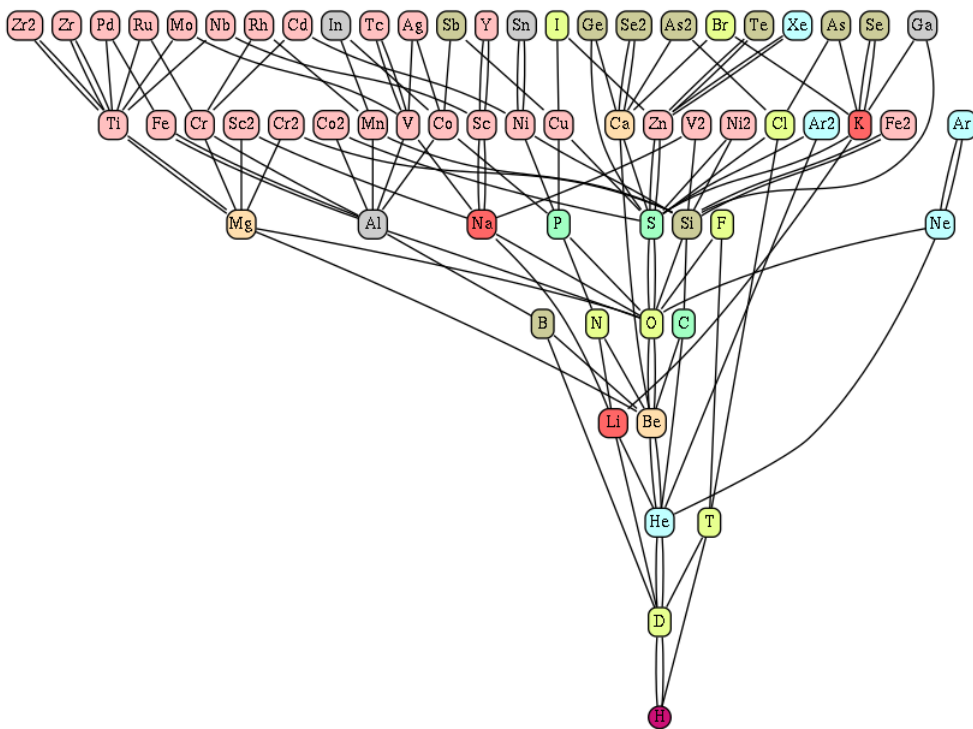 Zr2 Zr Pd Ru Mo Nb Rh Cd In Tc Ag Sb Y Sn I Ge Se2 As2 Br Te Xe As Se Ga
Ti Fe Cr Sc2 Cr2 Co2 Mn V Co Sc Ni Cu Ca Zn V2 Ni2 Cl Ar2 K Fe2 Ar
Mg Al Na P S Si F Ne
B N O C
Li Be
He T
D
H